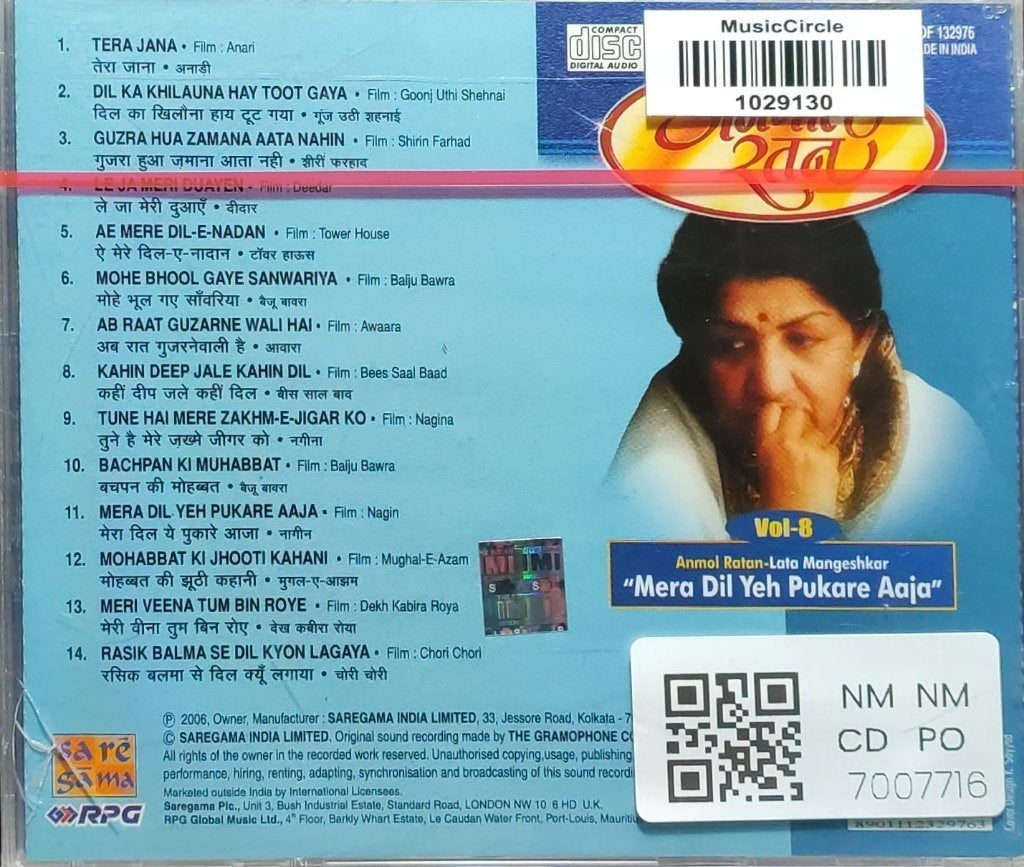 1. TERA JANA • Film : Anari
तेरा जाना • अनाड़ी
2. DIL KA KHILAUNA HAY TOOT GAYA • Film : Goonj Uthi Shehnai
दिल का खिलौना हाय टूट गया • गूंज उठी शहनाई
3. GUZRA HUA ZAMANA AATA NAHIN • Film : Shirin Farhad
गुजरा हुआ जमाना आता नही • शीरीं फरहाद
4. LE JA MERI DUAYEN • Film : Deedar
ले जा मेरी दुआएँ • दीदार
5. AE MERE DIL-E-NADAN • Film : Tower House
ऐ मेरे दिल-ए-नादान • टॉवर हाऊस
6. MOHE BHOOL GAYE SANWARIYA • Film : Baiju Bawra
मोहे भूल गए साँवरिया • बैजू बावरा
7. AB RAAT GUZARNE WALI HAI • Film : Awaara
अब रात गुजरनेवाली है • आवारा
8. KAHIN DEEP JALE KAHIN DIL • Film : Bees Saal Baad
कहीं दीप जले कहीं दिल • बीस साल बाद
9. TUNE HAI MERE ZAKHM-E-JIGAR KO • Film : Nagina
तुने है मेरे ज़ख्मे जीगर को • नगीना
10. BACHPAN KI MUHABBAT • Film : Baiju Bawra
बचपन की मोहब्बत • बैजू बावरा
11. MERA DIL YEH PUKARE AAJA • Film : Nagin
मेरा दिल ये पुकारे आजा • नागीन
12. MOHABBAT KI JHOOTI KAHANI • Film : Mughal-E-Azam
मोहब्बत की झूठी कहानी • मुगल-ए-आझम
13. MERI VEENA TUM BIN ROYE • Film : Dekh Kabira Roya
मेरी वीना तुम बिन रोए • देख कबीरा रोया
14. RASIK BALMA SE DIL KYON LAGAYA • Film : Chori Chori
रसिक बलमा से दिल क्यूँ लगाया • चोरी चोरी
COMPACT
disc
DIGITAL AUDIO
MusicCircle
1029130
DF 132976
DE IN INDIA
रतन
Vol-8
Anmol Ratan-Lata Mangeshkar
"Mera Dil Yeh Pukare Aaja"
NM NM
CD PO
7007716
8901112329763
℗ 2006, Owner, Manufacturer : SAREGAMA INDIA LIMITED, 33, Jessore Road, Kolkata - 7
© SAREGAMA INDIA LIMITED. Original sound recording made by THE GRAMOPHONE CO
All rights of the owner in the recorded work reserved. Unauthorised copying,usage, publishing
performance, hiring, renting, adapting, synchronisation and broadcasting of this sound recordi
Marketed outside India by International Licensees.
Saregama Plc., Unit 3, Bush Industrial Estate, Standard Road, LONDON NW 10 6 HD U.K.
RPG Global Music Ltd., 4th Floor, Barkly Wharf Estate, Le Caudan Water Front, Port-Louis, Mauritiu
sa rē
gāma
RPG